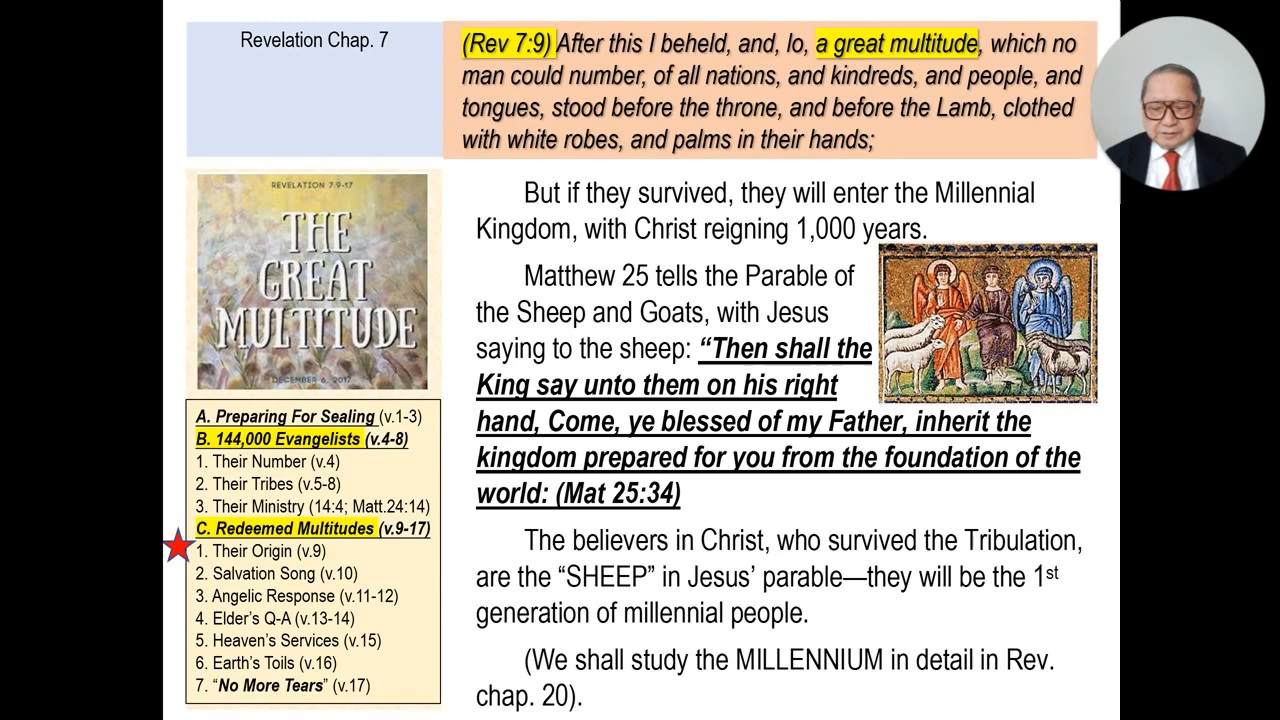 Revelation Chap. 7
(Rev 7:9) After this I beheld, and, lo, a great multitude, which no
man could number, of all nations, and kindreds, and people, and
tongues, stood before the throne, and before the Lamb, clothed
with white robes, and palms in their hands;
REVELATION 7:9-17
THE
GREAT
MULTITUDE
DECEMBER 6, 2017
A. Preparing For Sealing (v.1-3)
B. 144,000 Evangelists (v.4-8)
1. Their Number (v.4)
2. Their Tribes (v.5-8)
3. Their Ministry (14:4; Matt.24:14)
C. Redeemed Multitudes (v.9-17)
1. Their Origin (v.9)
2. Salvation Song (v.10)
3. Angelic Response (v.11-12)
4. Elder’s Q-A (v.13-14)
5. Heaven’s Services (v.15)
6. Earth’s Toils (v.16)
7. “No More Tears” (v.17)
But if they survived, they will enter the Millennial
Kingdom, with Christ reigning 1,000 years.
Matthew 25 tells the Parable of
the Sheep and Goats, with Jesus
saying to the sheep: “Then shall the
King say unto them on his right
hand, Come, ye blessed of my Father, inherit the
kingdom prepared for you from the foundation of the
world: (Mat 25:34)
The believers in Christ, who survived the Tribulation,
are the “SHEEP” in Jesus’ parable—they will be the 1st
generation of millennial people.
(We shall study the MILLENNIUM in detail in Rev.
chap. 20).